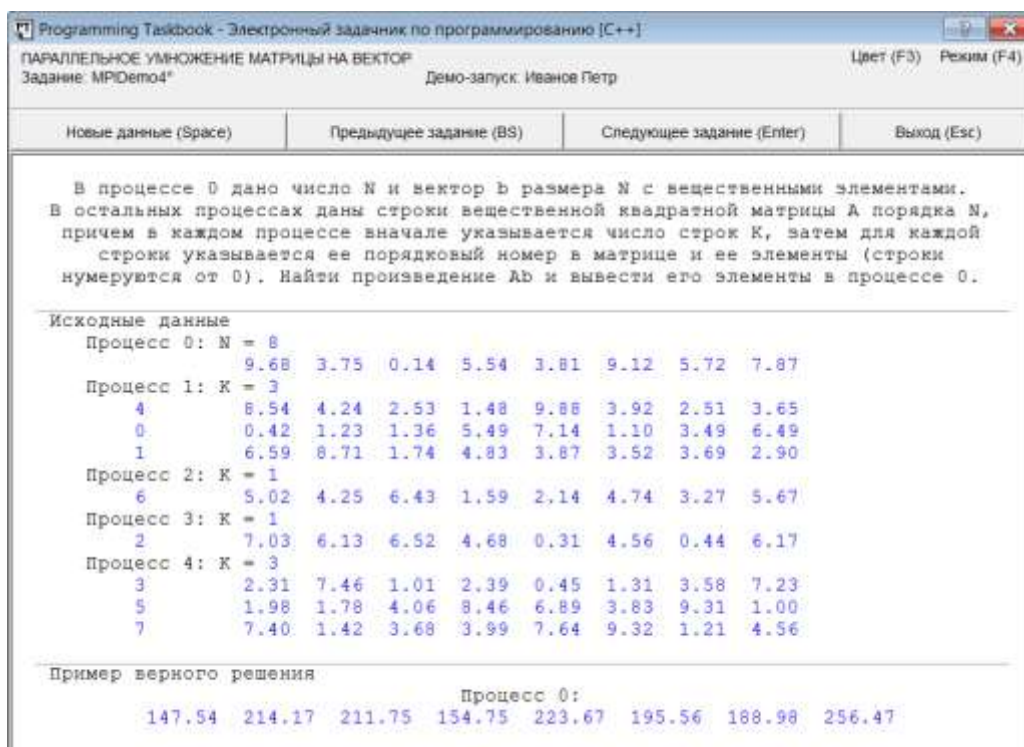 Programming Taskbook - Электронный задачник по программированию [C++]
ПАРАЛЛЕЛЬНОЕ УМНОЖЕНИЕ МАТРИЦЫ НА ВЕКТОР
Цвет (F3) Режим (F4)
Задание: MPIDemo4°
Демо-запуск: Иванов Петр
Новые данные (Space) Предыдущее задание (BS) Следующее задание (Enter) Выход (Esc)
В процессе 0 дано число N и вектор b размера N с вещественными элементами.
В остальных процессах даны строки вещественной квадратной матрицы A порядка N,
причем в каждом процессе вначале указывается число строк K, затем для каждой
строки указывается ее порядковый номер в матрице и ее элементы (строки
нумеруются от 0). Найти произведение Ab и вывести его элементы в процессе 0.
Исходные данные
Процесс 0: N = 8
9.68 3.75 0.14 5.54 3.81 9.12 5.72 7.87
Процесс 1: K = 3
4 8.54 4.24 2.53 1.48 9.88 3.92 2.51 3.65
0 0.42 1.23 1.36 5.49 7.14 1.10 3.49 6.49
1 6.59 8.71 1.74 4.83 3.87 3.52 3.69 2.90
Процесс 2: K = 1
6 5.02 4.25 6.43 1.59 2.14 4.74 3.27 5.67
Процесс 3: K = 1
2 7.03 6.13 6.52 4.68 0.31 4.56 0.44 6.17
Процесс 4: K = 3
3 2.31 7.46 1.01 2.39 0.45 1.31 3.58 7.23
5 1.98 1.78 4.06 8.46 6.89 3.83 9.31 1.00
7 7.40 1.42 3.68 3.99 7.64 9.32 1.21 4.56
Пример верного решения
Процесс 0:
147.54 214.17 211.75 154.75 223.67 195.56 188.98 256.47